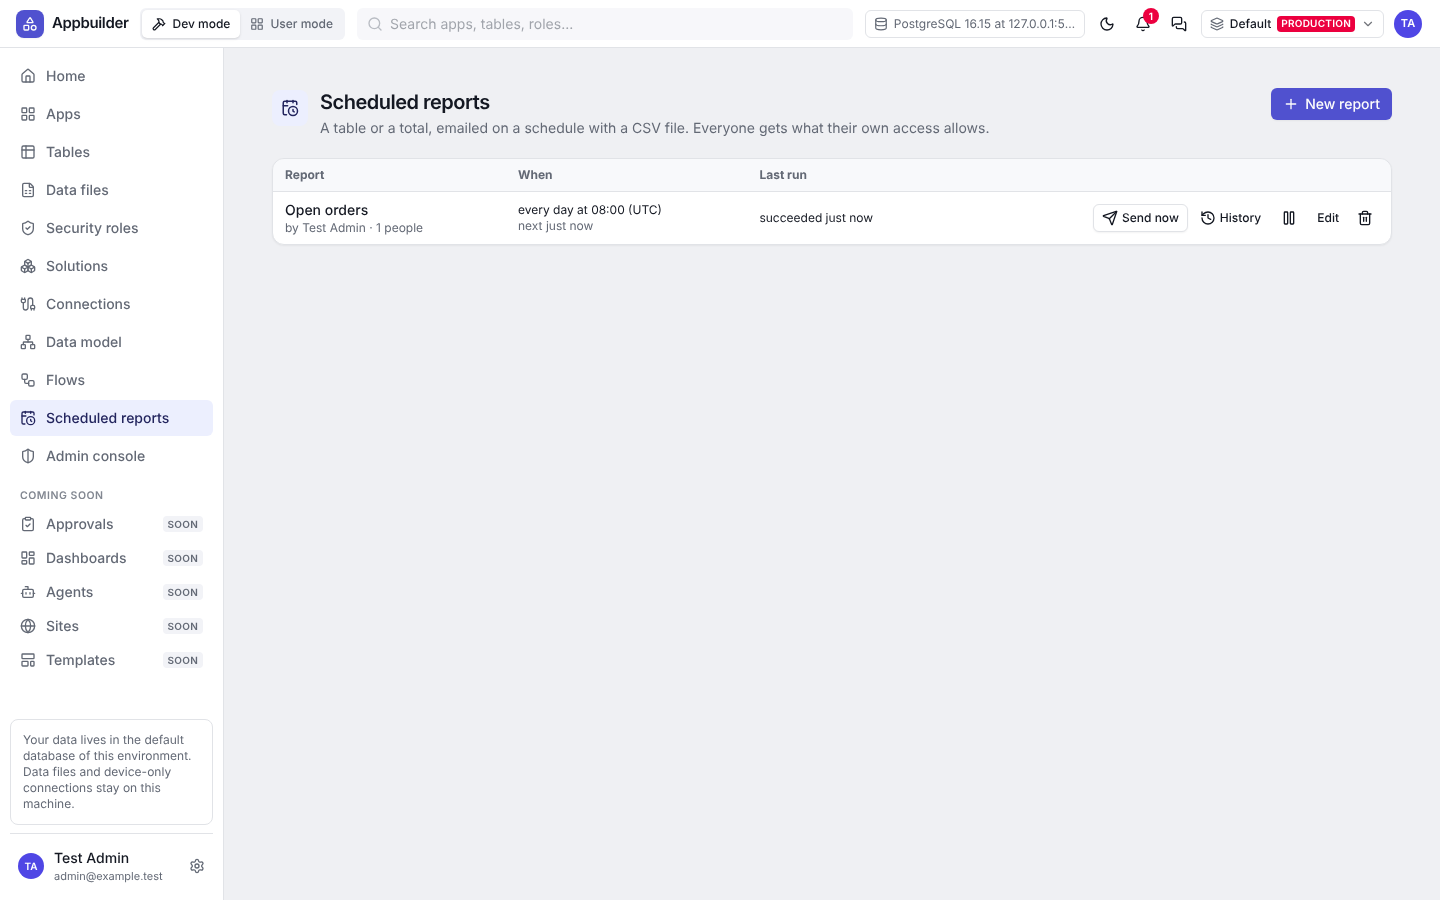 Appbuilder
Dev mode
User mode
Search apps, tables, roles...
PostgreSQL 16.15 at 127.0.0.1:5...
1
Default
PRODUCTION
TA
Home
Apps
Tables
Data files
Security roles
Solutions
Connections
Data model
Flows
Scheduled reports
Admin console
COMING SOON
Approvals SOON
Dashboards SOON
Agents SOON
Sites SOON
Templates SOON
Your data lives in the default
database of this environment.
Data files and device-only
connections stay on this
machine.
TA
Test Admin
admin@example.test
Scheduled reports
A table or a total, emailed on a schedule with a CSV file. Everyone gets what their own access allows.
New report
Report When Last run
Open orders
by Test Admin · 1 people
every day at 08:00 (UTC)
next just now
succeeded just now
Send now
History
Edit